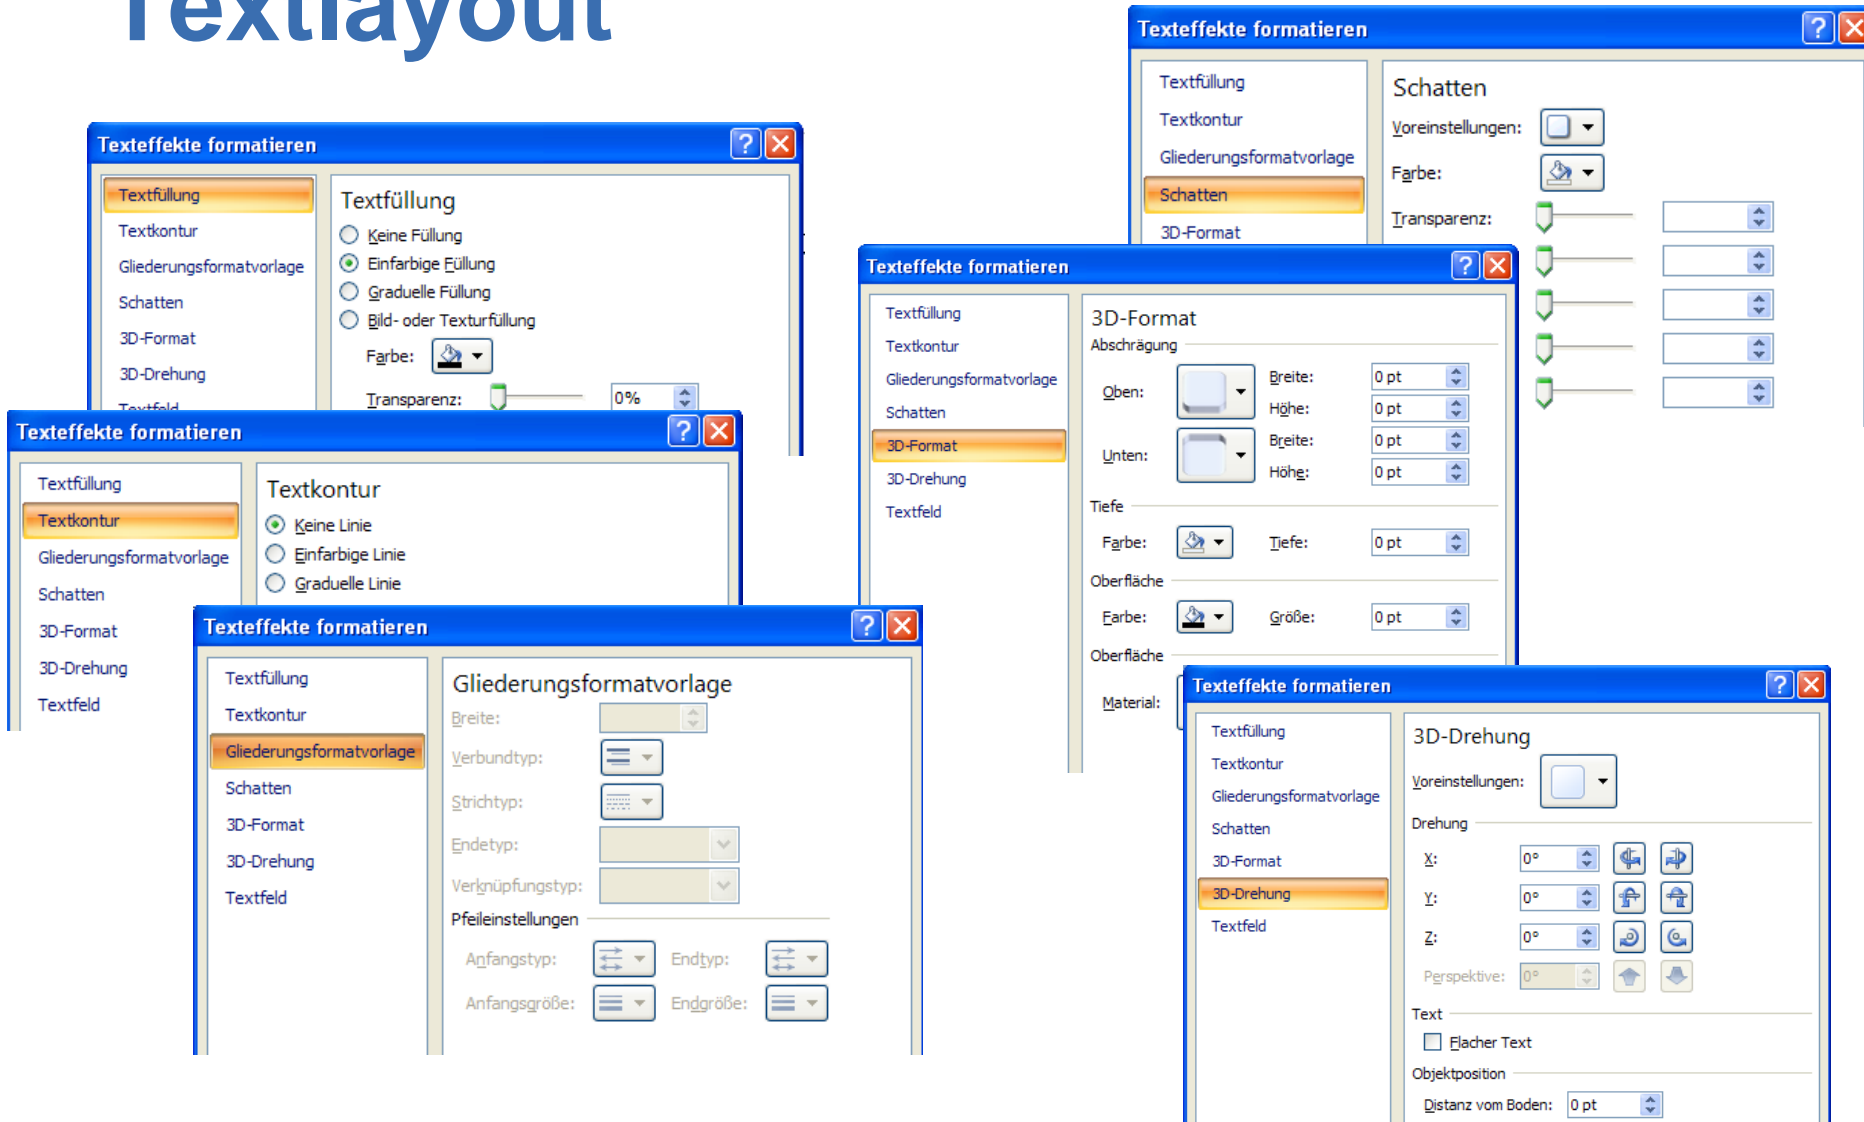 Textlayout
Texteffekte formatieren
Textfüllung
Textkontur
Gliederungsformatvorlage
Schatten
3D-Format
3D-Drehung
Textfeld
Textfüllung
Keine Füllung
Einfarbige Füllung
Graduelle Füllung
Bild- oder Texturfüllung
Farbe:
Transparenz: 0%
Texteffekte formatieren
Textfüllung
Textkontur
Gliederungsformatvorlage
Schatten
3D-Format
3D-Drehung
Textfeld
Textkontur
Keine Linie
Einfarbige Linie
Graduelle Linie
Texteffekte formatieren
Textfüllung
Textkontur
Gliederungsformatvorlage
Schatten
3D-Format
3D-Drehung
Textfeld
Gliederungsformatvorlage
Breite:
Verbundtyp:
Strichtyp:
Endetyp:
Verknüpfungstyp:
Pfeileinstellungen
Anfangstyp: Endtyp:
Anfangsgröße: Endgröße:
Texteffekte formatieren
Textfüllung
Textkontur
Gliederungsformatvorlage
Schatten
3D-Format
Schatten
Voreinstellungen:
Farbe:
Transparenz:
Texteffekte formatieren
Textfüllung
Textkontur
Gliederungsformatvorlage
Schatten
3D-Format
3D-Drehung
Textfeld
3D-Format
Abschrägung
Oben: Breite: 0 pt
Höhe: 0 pt
Unten: Breite: 0 pt
Höhe: 0 pt
Tiefe
Farbe: Tiefe: 0 pt
Oberfläche
Farbe: Größe: 0 pt
Oberfläche
Material:
Texteffekte formatieren
Textfüllung
Textkontur
Gliederungsformatvorlage
Schatten
3D-Format
3D-Drehung
Textfeld
3D-Drehung
Voreinstellungen:
Drehung
X: 0°
Y: 0°
Z: 0°
Perspektive: 0°
Text
Flacher Text
Objektposition
Distanz vom Boden: 0 pt